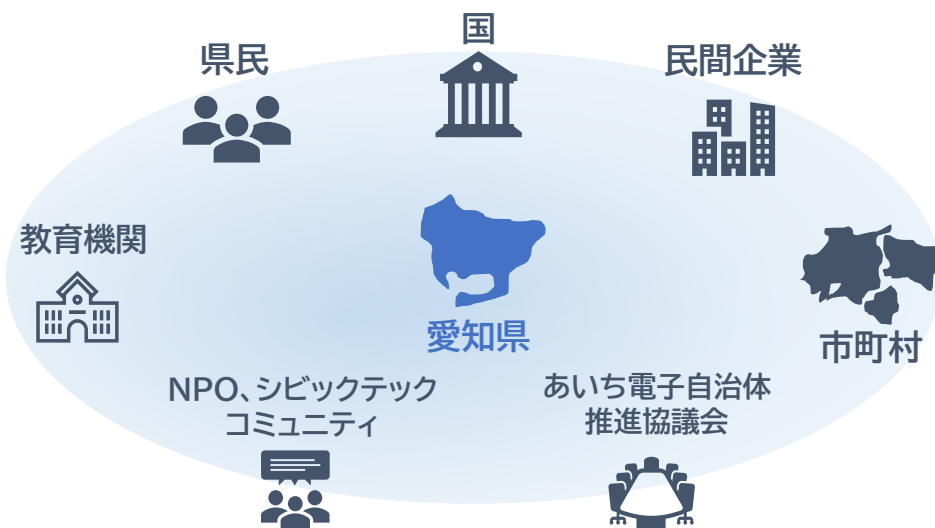 国
県民
民間企業
教育機関
愛知県
市町村
NPO、シビックテック
コミュニティ
あいち電子自治体
推進協議会